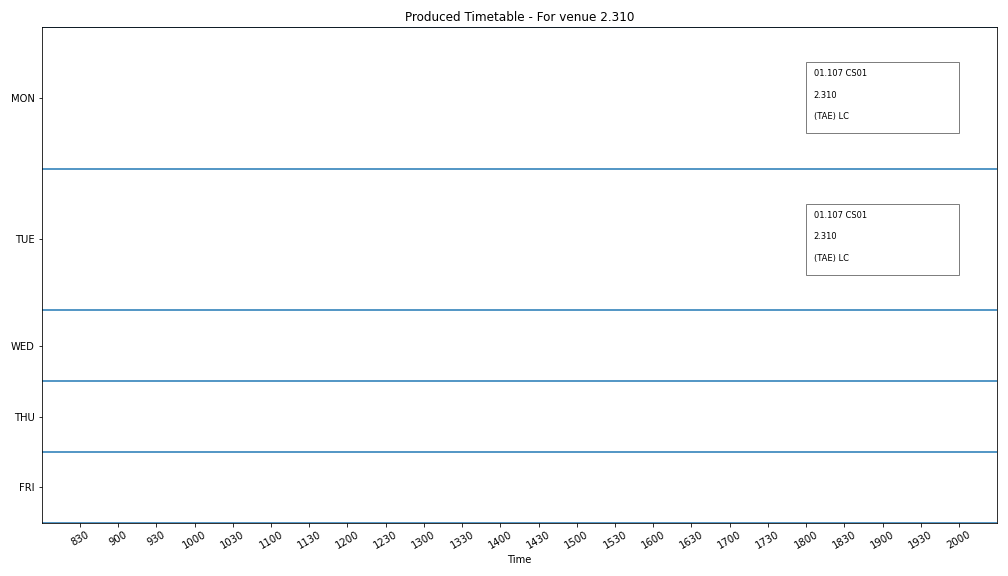 Produced Timetable - For venue 2.310
MON
01.107 CS01
2.310
(TAE) LC
TUE
01.107 CS01
2.310
(TAE) LC
WED
THU
FRI
830 900 930 1000 1030 1100 1130 1200 1230 1300 1330 1400 1430 1500 1530 1600 1630 1700 1730 1800 1830 1900 1930 2000
Time